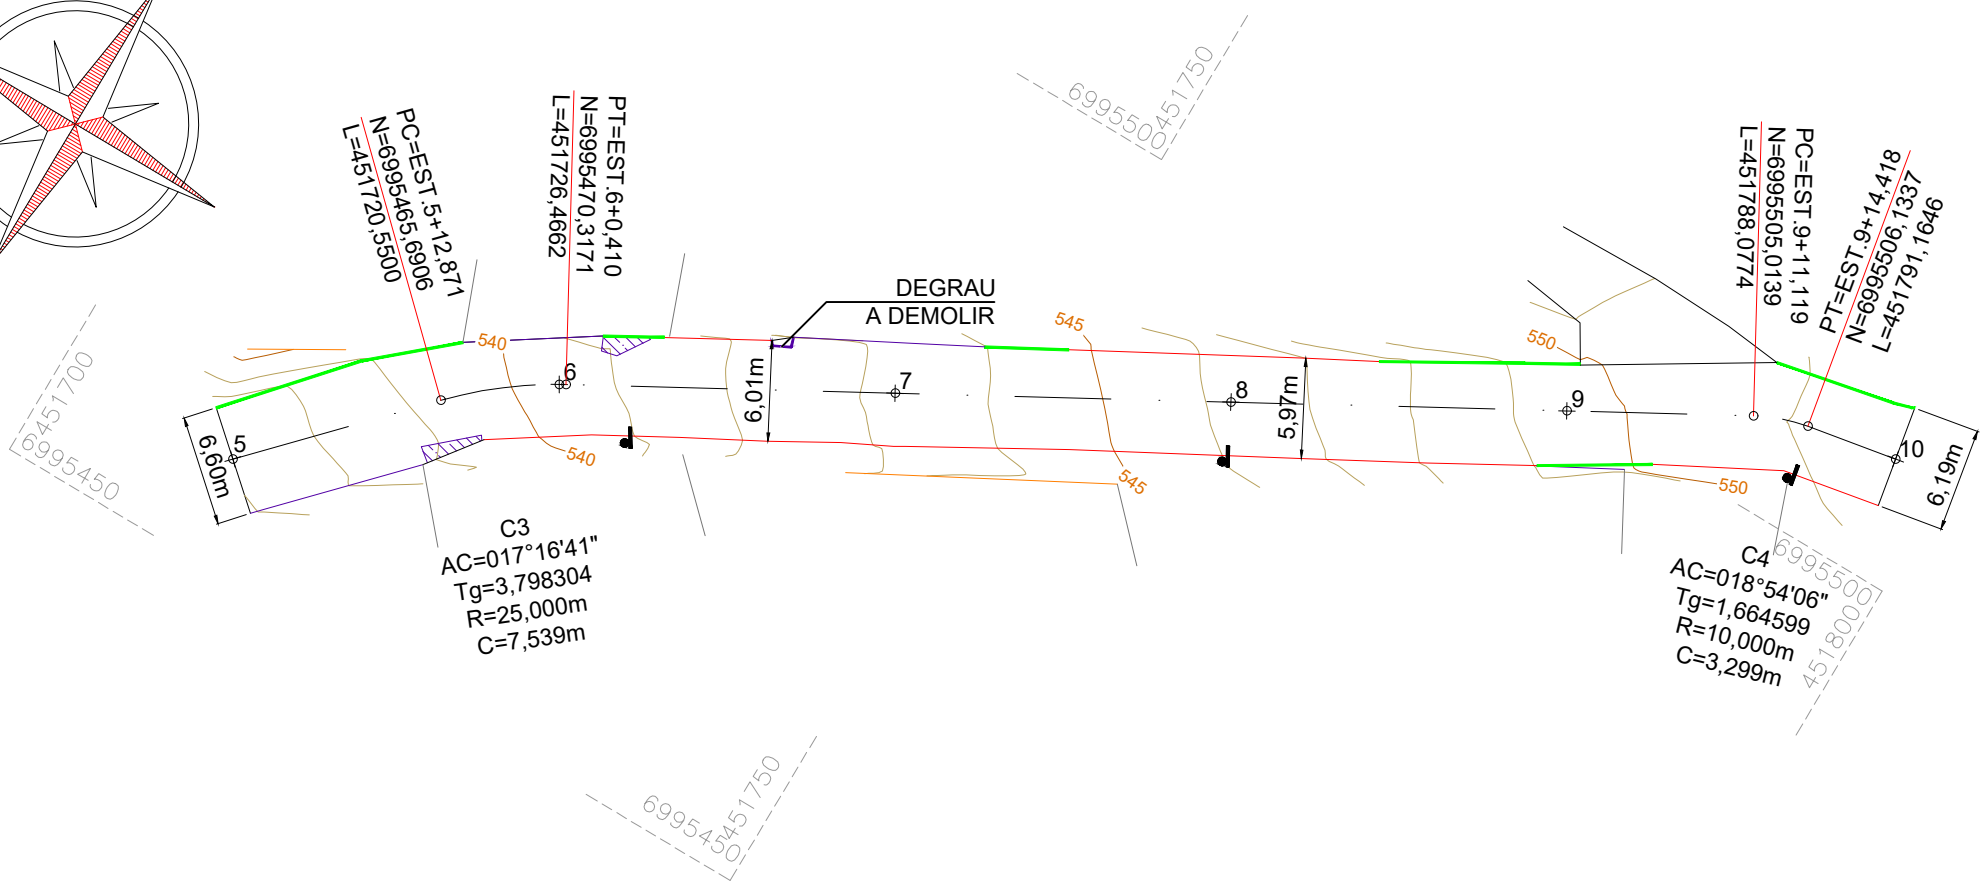 PC=EST.5+12,871
N=6995465,6906
L=451720,5500
PT=EST.6+0,410
N=6995470,3171
L=451726,4662
6995500
451750
PC=EST.9+11,119
N=6995505,0139
L=451788,0774
PT=EST.9+14,418
N=6995506,1337
L=451791,1646
DEGRAU
A DEMOLIR
540
545
550
451700
6995450
6,60m
5
6
6,01m
7
8
5,97m
9
10
6,19m
540
545
550
C3
AC=017°16'41"
Tg=3,798304
R=25,000m
C=7,539m
C4
AC=018°54'06"
Tg=1,664599
R=10,000m
C=3,299m
6995500
451800
6995450
451750